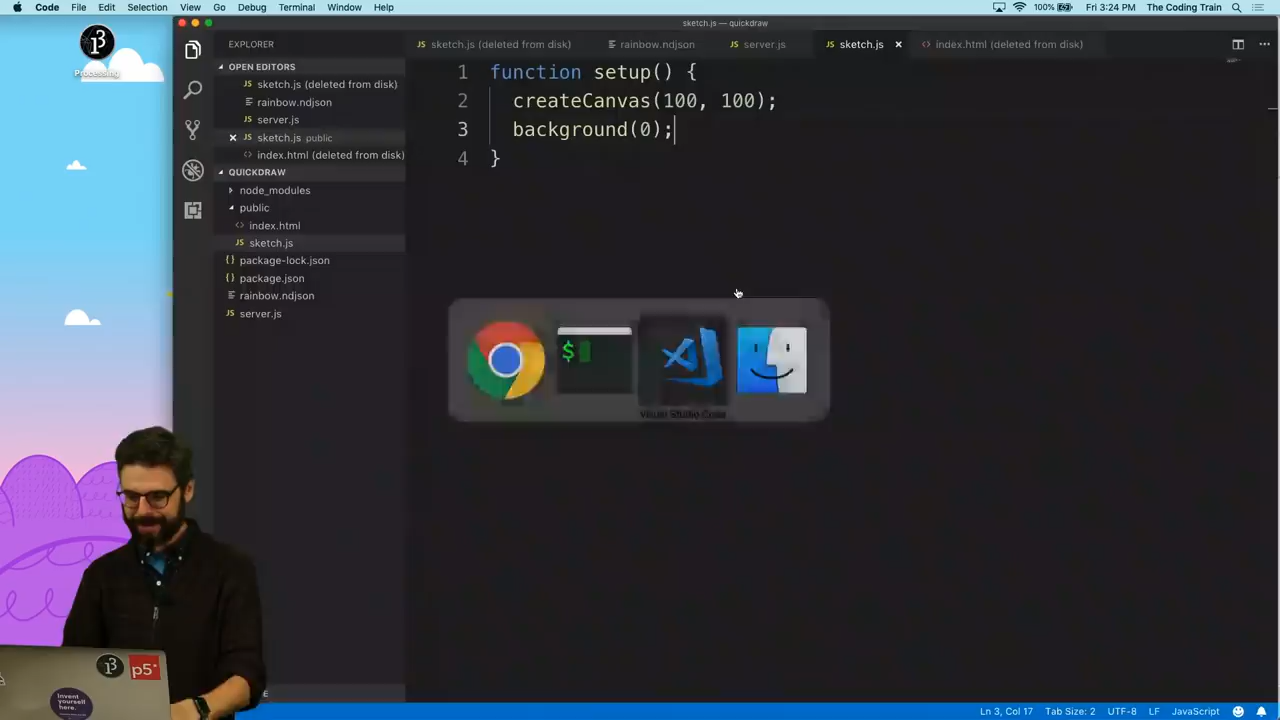 Code File Edit Selection View Go Debug Terminal Window Help 100% Fri 3:24 PM The Coding Train
sketch.js — quickdraw
Processing
EXPLORER
OPEN EDITORS
sketch.js (deleted from disk)
rainbow.ndjson
JS server.js
JS sketch.js public
index.html (deleted from disk)
QUICKDRAW
node_modules
public
<> index.html
JS sketch.js
{} package-lock.json
{} package.json
rainbow.ndjson
JS server.js
JS sketch.js (deleted from disk) rainbow.ndjson JS server.js JS sketch.js <> index.html (deleted from disk)
1 function setup() {
2 createCanvas(100, 100);
3 background(0);
4 }
$
Visual Studio Code
p5*
Invent
yourself
here.
Ln 3, Col 17 Tab Size: 2 UTF-8 LF JavaScript